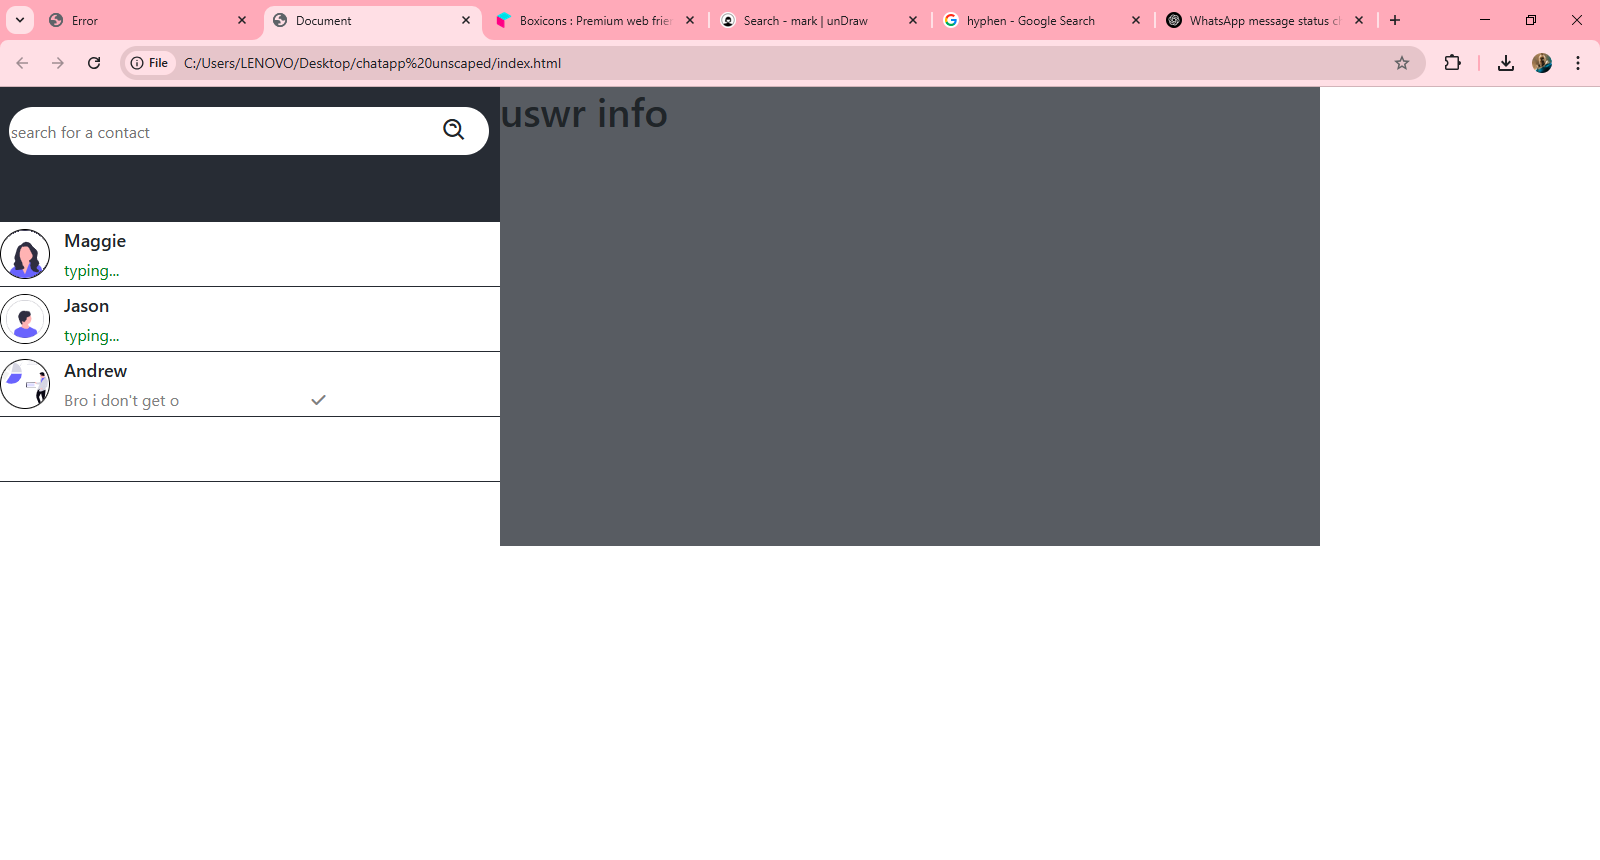 Error
Document
Boxicons : Premium web frie
Search - mark | unDraw
hyphen - Google Search
WhatsApp message status c
File
C:/Users/LENOVO/Desktop/chatapp%20unscaped/index.html
search for a contact
uswr info
Maggie
typing...
Jason
typing...
Andrew
Bro i don't get o